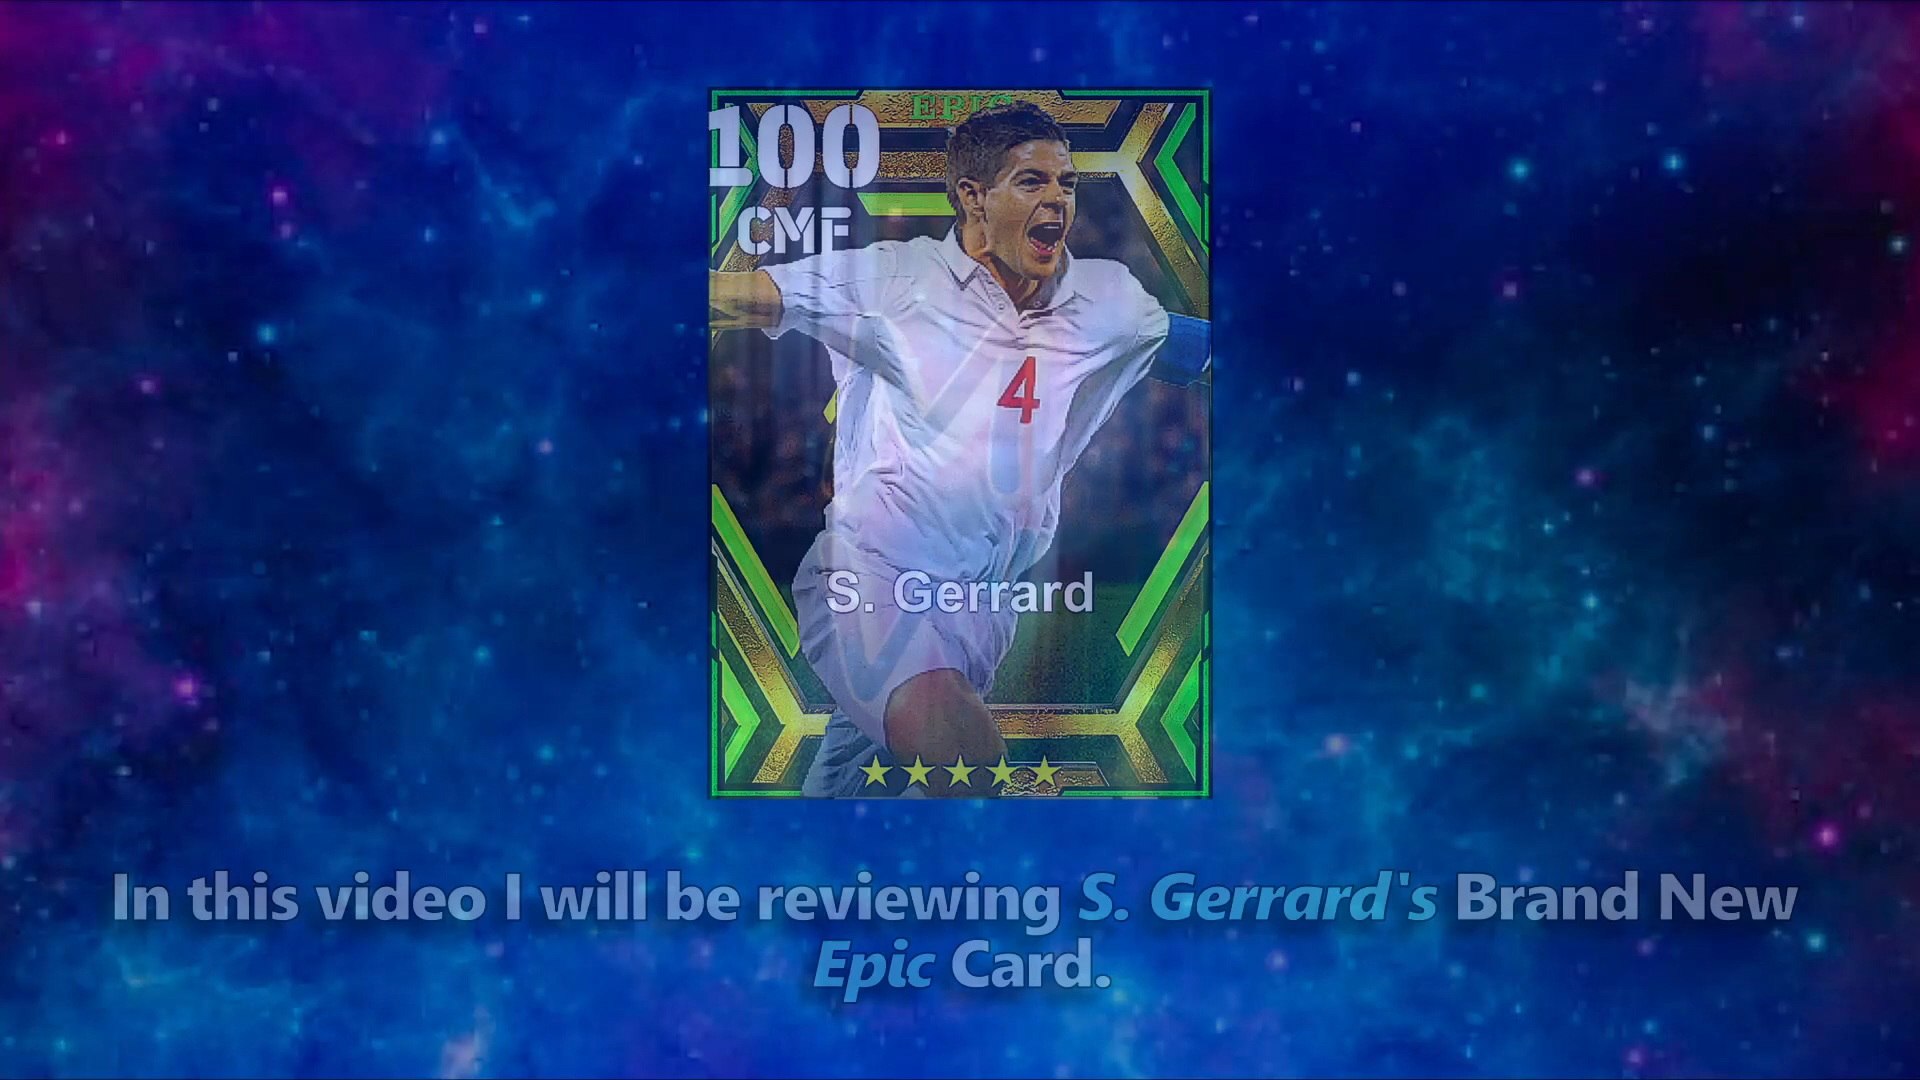 EPIC
100
CMF
4
S. Gerrard
In this video I will be reviewing S. Gerrard's Brand New
Epic Card.